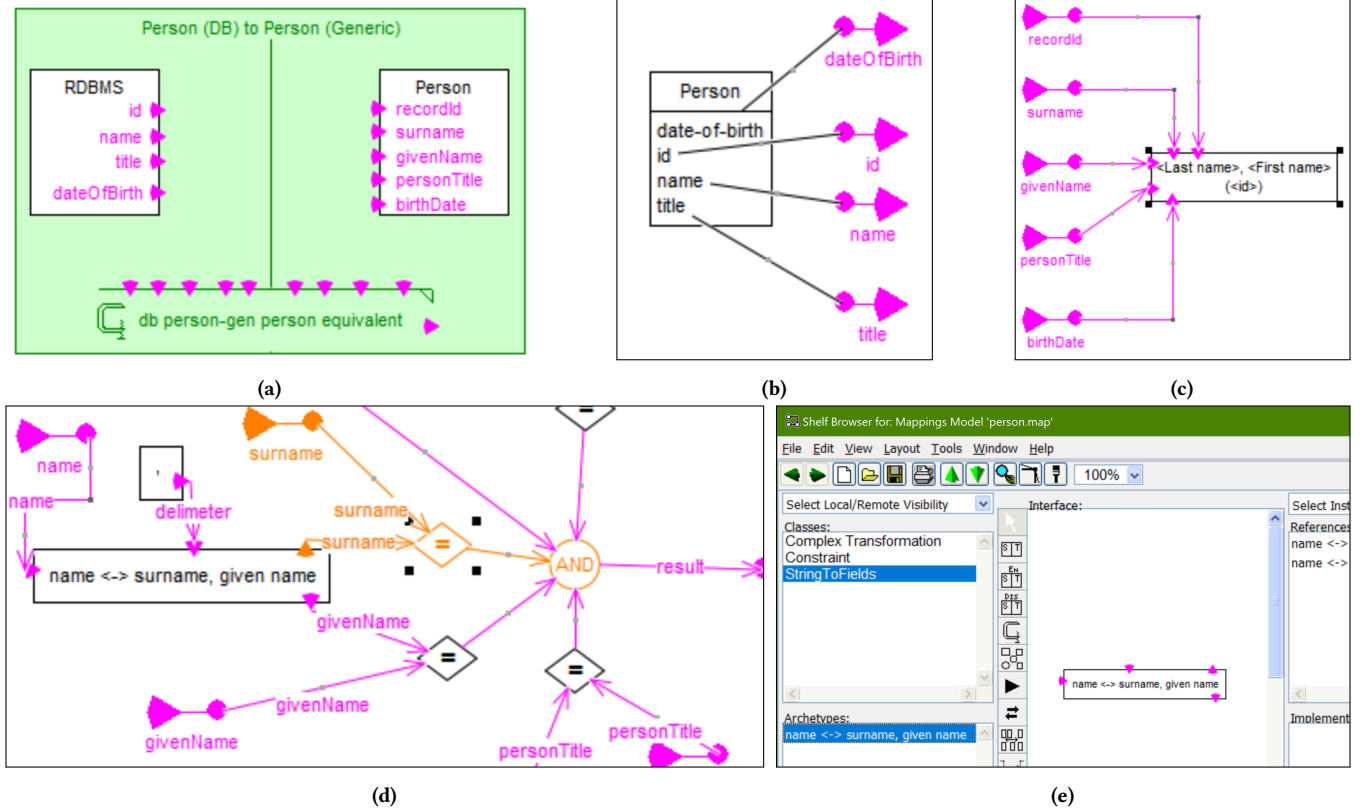 Person (DB) to Person (Generic)
RDBMS
id
name
title
dateOfBirth
Person
recordId
surname
givenName
personTitle
birthDate
db person-gen person equivalent
(a)
Person
date-of-birth
id
name
title
dateOfBirth
id
name
title
(b)
recordId
surname
givenName
personTitle
birthDate
<Last name>, <First name>
(<id>)
(c)
name
name
,
delimeter
name <-> surname, given name
surname
surname
surname
=
=
AND
result
givenName
=
givenName
givenName
=
personTitle
personTitle
(d)
Shelf Browser for: Mappings Model 'person.map'
File Edit View Layout Tools Window Help
100%
Select Local/Remote Visibility
Classes:
Complex Transformation
Constraint
StringToFields
Archetypes:
name <-> surname, given name
S T
EN
S T
DIS
S T
Interface:
name <-> surname, given name
Select Inst
References
name <->
name <->
Implement
(e)